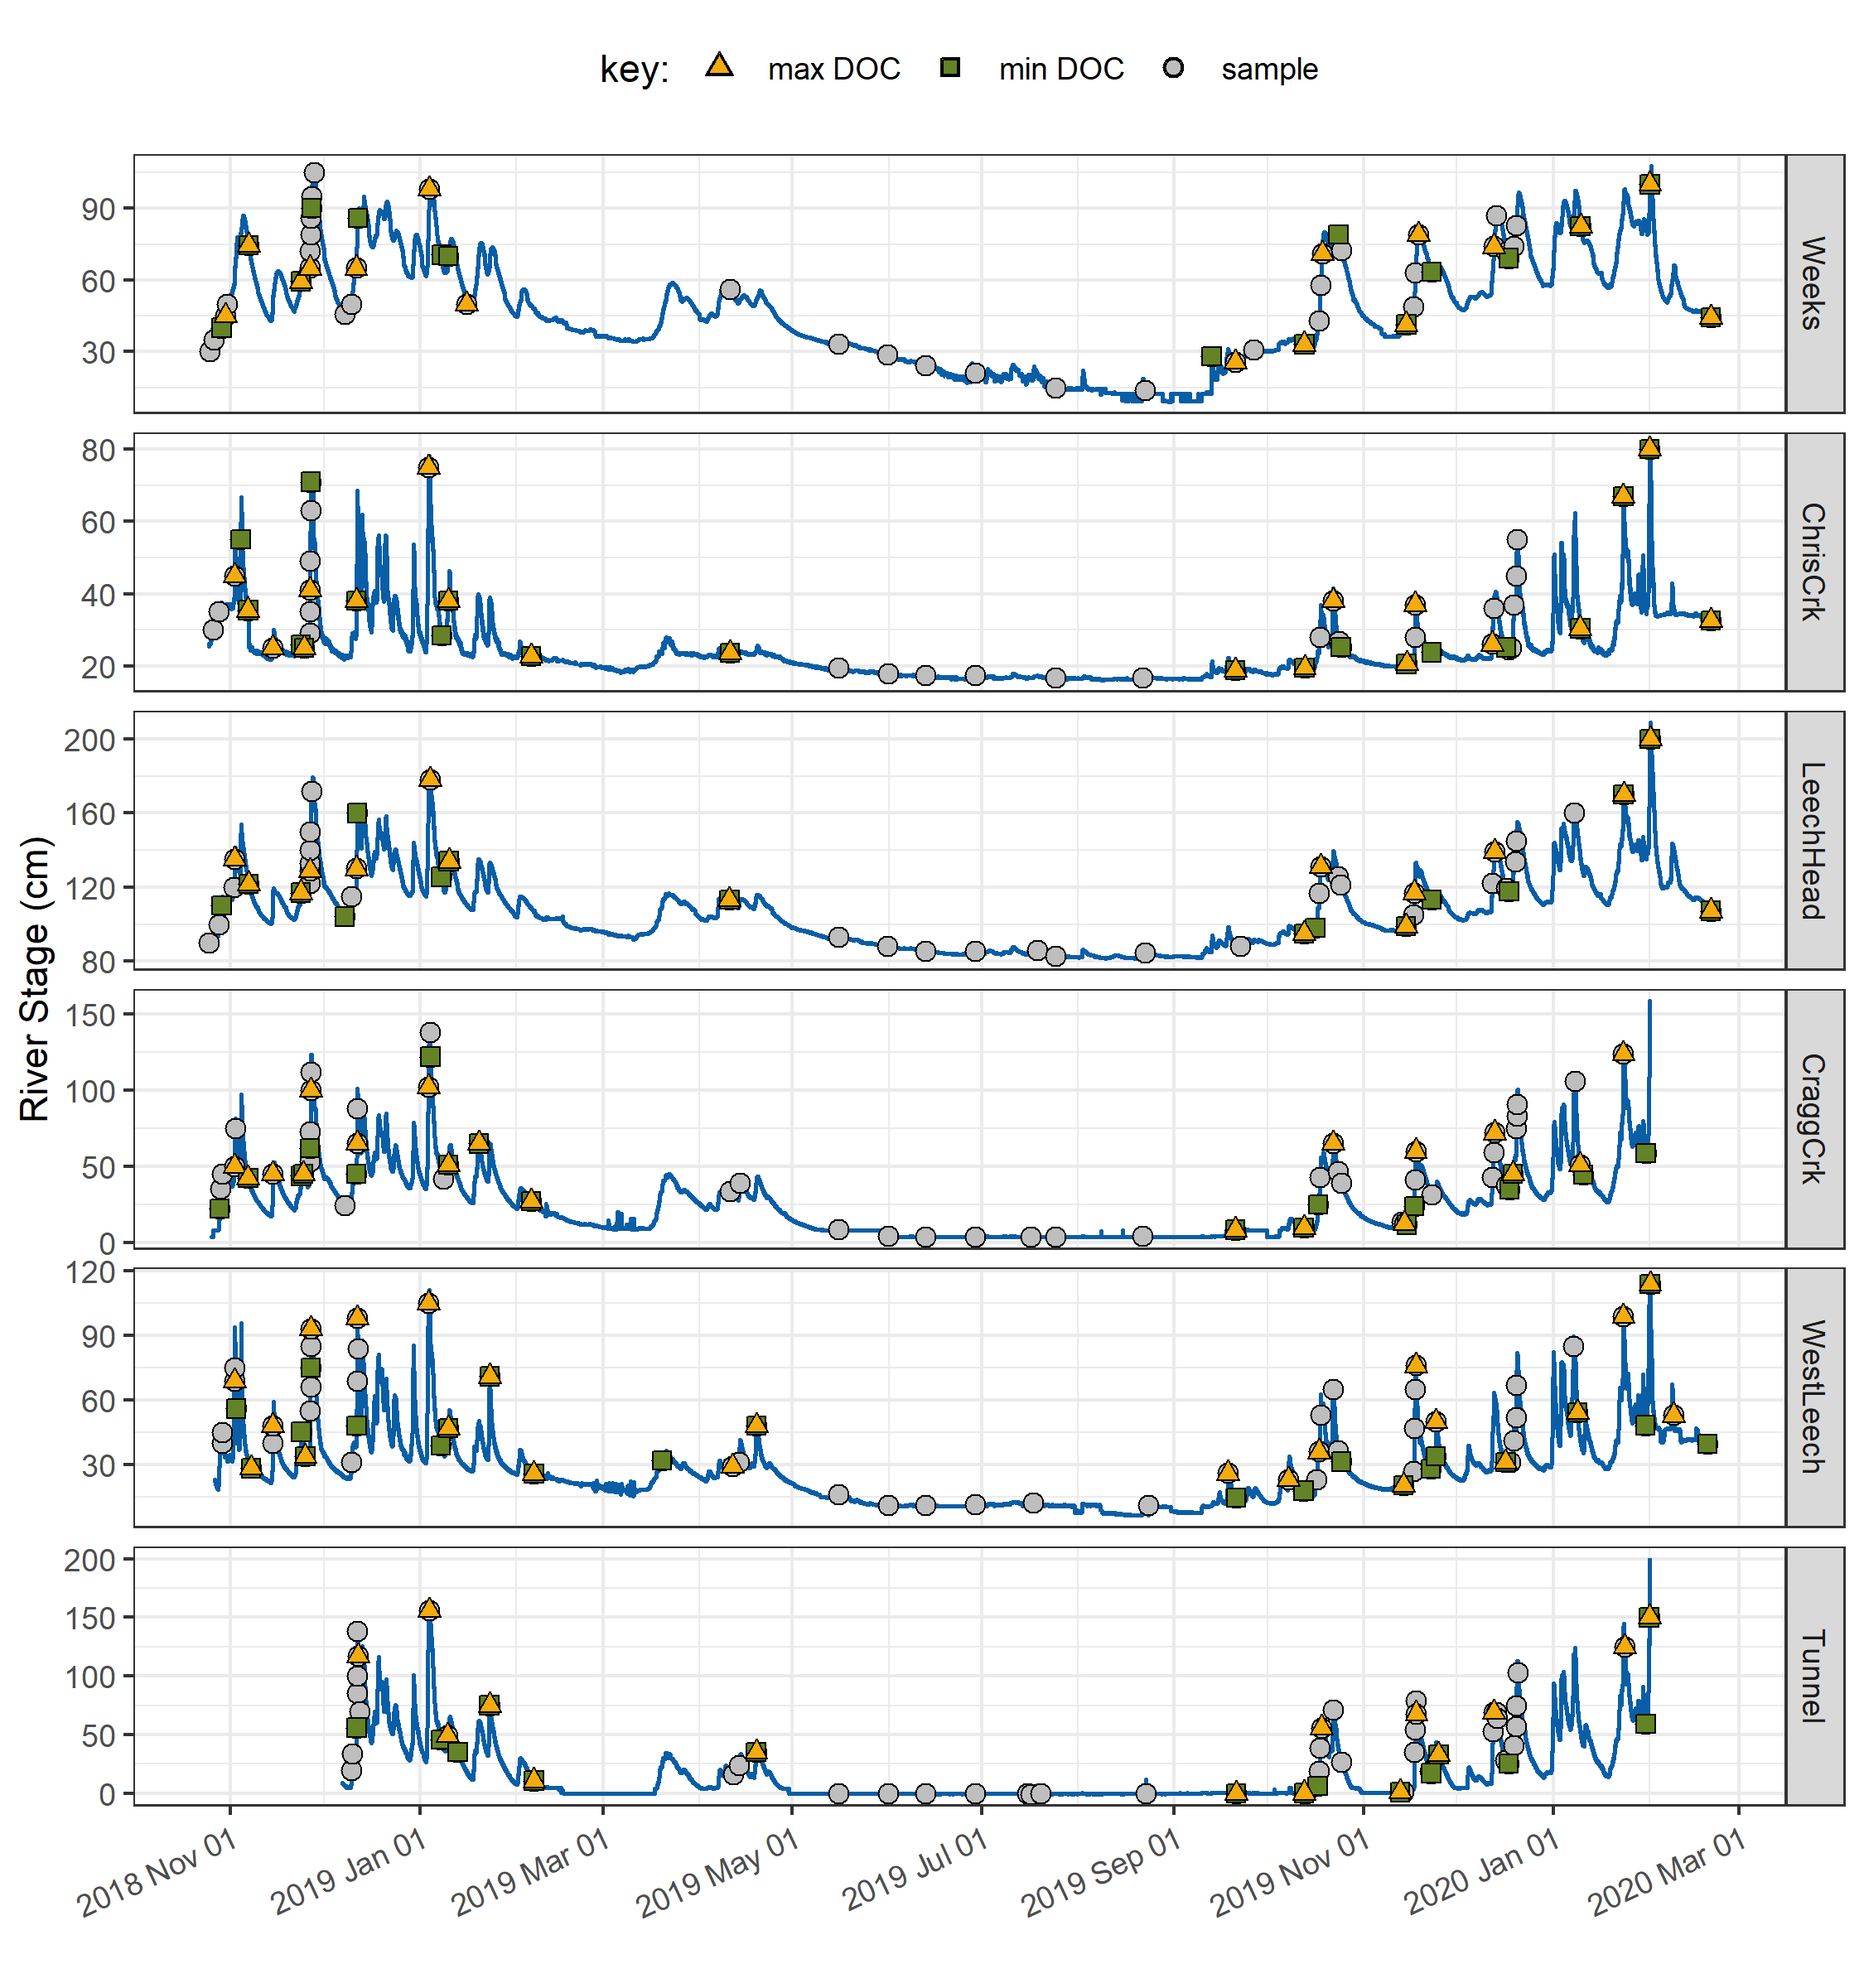 key: max DOC min DOC sample
90
60
30
Weeks
80
60
40
20
ChrisCrk
200
160
120
80
LeechHead
River Stage (cm)
150
100
50
0
CraggCrk
120
90
60
30
WestLeech
200
150
100
50
0
Tunnel
2018 Nov 01
2019 Jan 01
2019 Mar 01
2019 May 01
2019 Jul 01
2019 Sep 01
2019 Nov 01
2020 Jan 01
2020 Mar 01